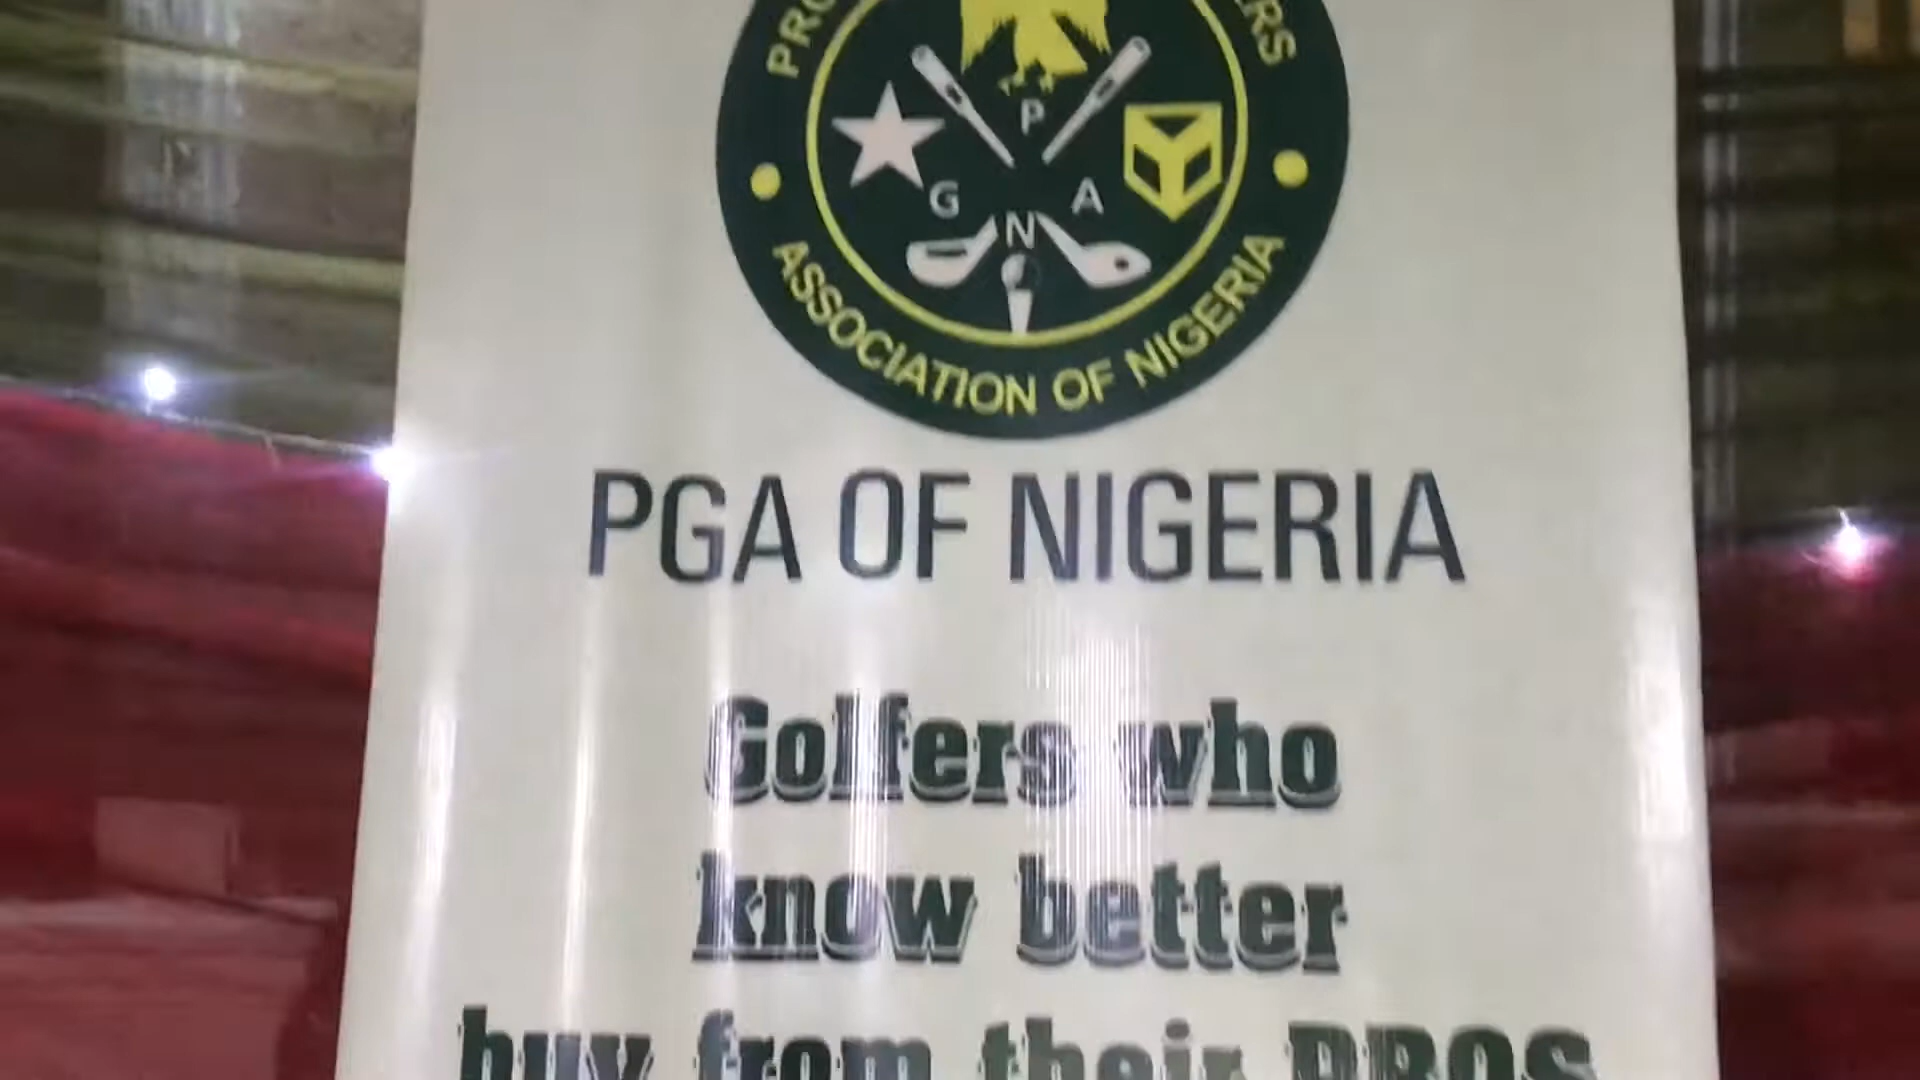 P
G A
N
ASSOCIATION OF NIGERIA
PGA OF NIGERIA
Golfers who
know better
buy from their PROS